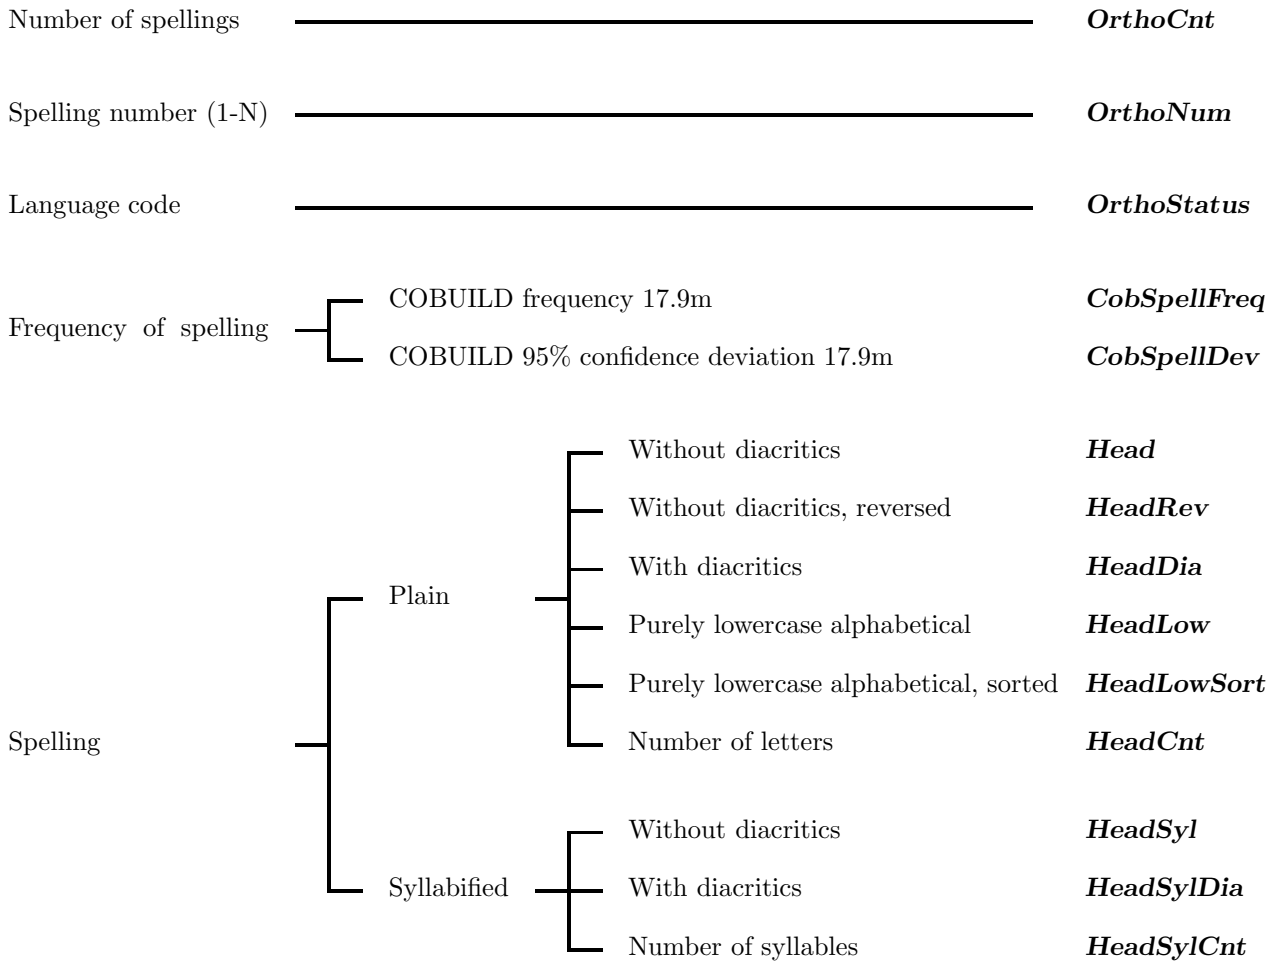 Number of spellings OrthoCnt
Spelling number (1-N) OrthoNum
Language code OrthoStatus
COBUILD frequency 17.9m CobSpellFreq
Frequency of spelling
COBUILD 95% confidence deviation 17.9m CobSpellDev
Without diacritics Head
Without diacritics, reversed HeadRev
With diacritics HeadDia
Plain
Purely lowercase alphabetical HeadLow
Purely lowercase alphabetical, sorted HeadLowSort
Spelling Number of letters HeadCnt
Without diacritics HeadSyl
Syllabified With diacritics HeadSylDia
Number of syllables HeadSylCnt